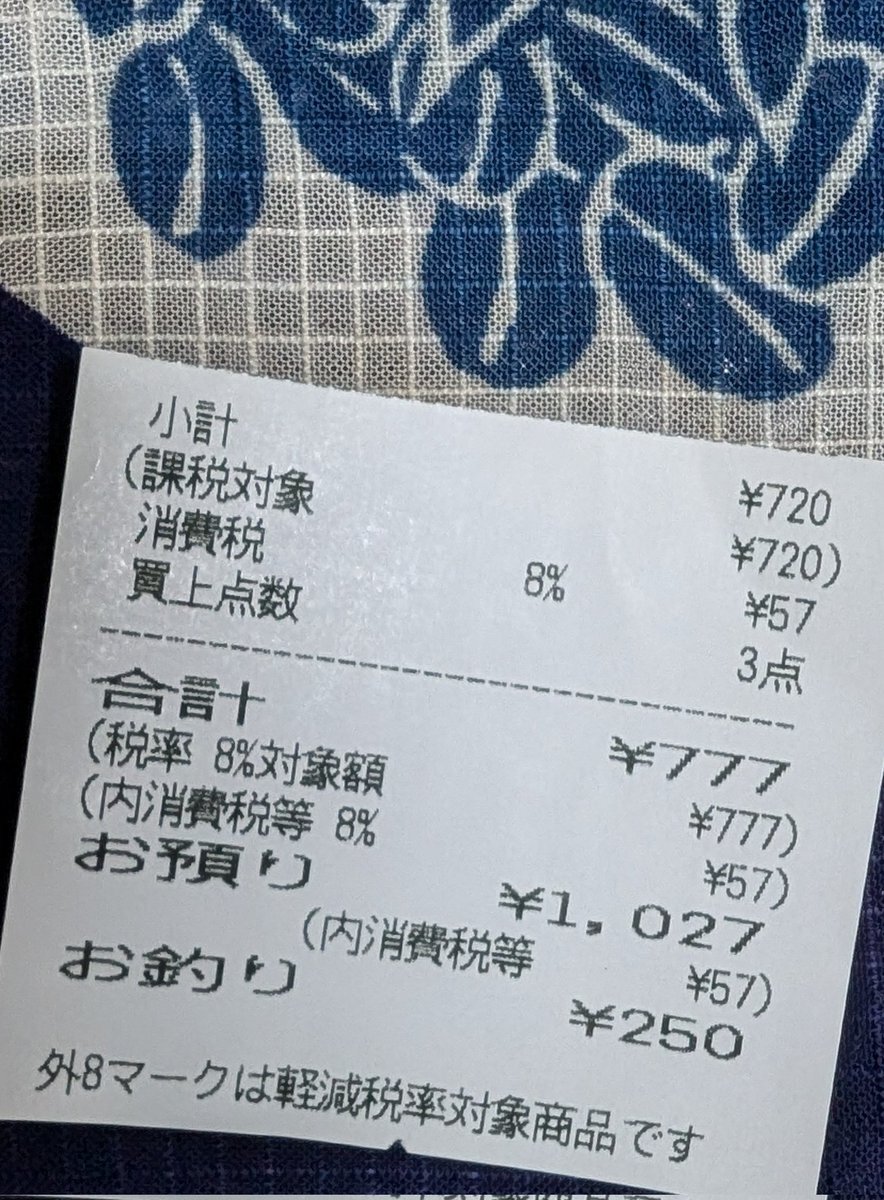 小計 ¥720
(課税対象 ¥720)
消費税 8% ¥57
買上点数 3点
合計 ¥777
(税率 8%対象額 ¥777)
(内消費税等 8% ¥57)
お預り ¥1,027
(内消費税等 ¥57)
お釣り ¥250
外8マークは軽減税率対象商品です